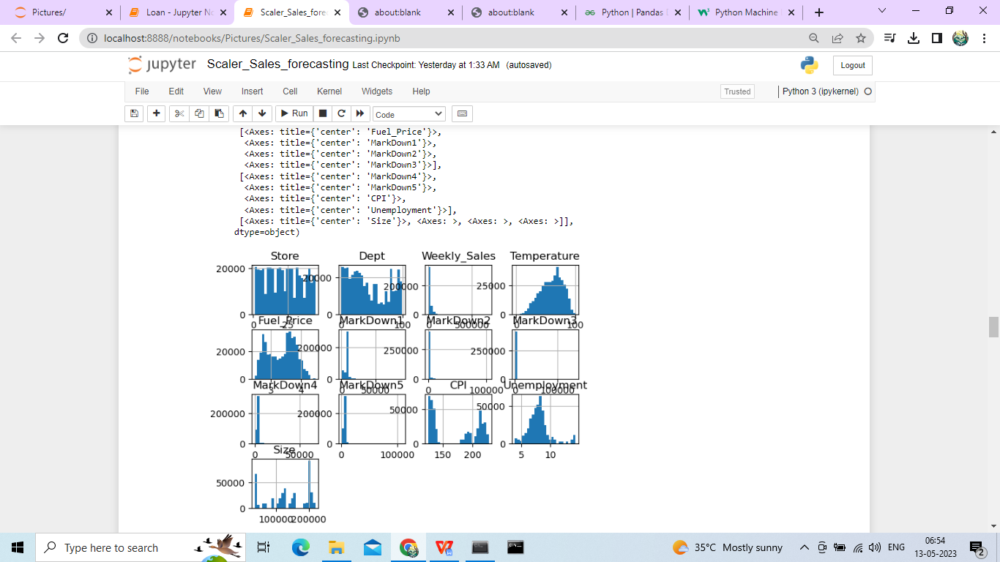 Pictures/
Loan - Jupyter No
Scaler_Sales_fore
about:blank
about:blank
Python | Pandas
Python Machine
localhost:8888/notebooks/Pictures/Scaler_Sales_forecasting.ipynb
jupyter Scaler_Sales_forecasting Last Checkpoint: Yesterday at 1:33 AM (autosaved)
Logout
File Edit View Insert Cell Kernel Widgets Help
Trusted
Python 3 (ipykernel)
Run
Code
[<Axes: title={'center': 'Fuel_Price'}>,
<Axes: title={'center': 'MarkDown1'}>,
<Axes: title={'center': 'MarkDown2'}>,
<Axes: title={'center': 'MarkDown3'}>],
[<Axes: title={'center': 'MarkDown4'}>,
<Axes: title={'center': 'MarkDown5'}>,
<Axes: title={'center': 'CPI'}>,
<Axes: title={'center': 'Unemployment'}>],
[<Axes: title={'center': 'Size'}>, <Axes: >, <Axes: >, <Axes: >]],
dtype=object)
Store Dept Weekly_Sales Temperature
20000 20000 200000 25000
0 0 0 0
0 25 0 100 0 500000 0 100
Fuel_Price MarkDown1 MarkDown2 MarkDown3
20000 200000 250000 250000
0 0 0 0
3 4 0 50000 0 100000 0 100000
MarkDown4 MarkDown5 CPI Unemployment
200000 200000 50000 50000
0 0 0 0
0 50000 0 100000 150 200 5 10
Size
50000
0
100000 200000
Type here to search
35°C Mostly sunny
ENG
06:54
13-05-2023
2